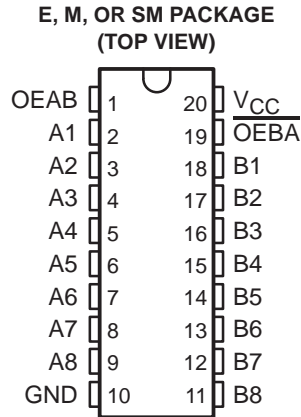 E, M, OR SM PACKAGE
(TOP VIEW)
OEAB 1 20 VCC
A1 2 19 OEBA
A2 3 18 B1
A3 4 17 B2
A4 5 16 B3
A5 6 15 B4
A6 7 14 B5
A7 8 13 B6
A8 9 12 B7
GND 10 11 B8